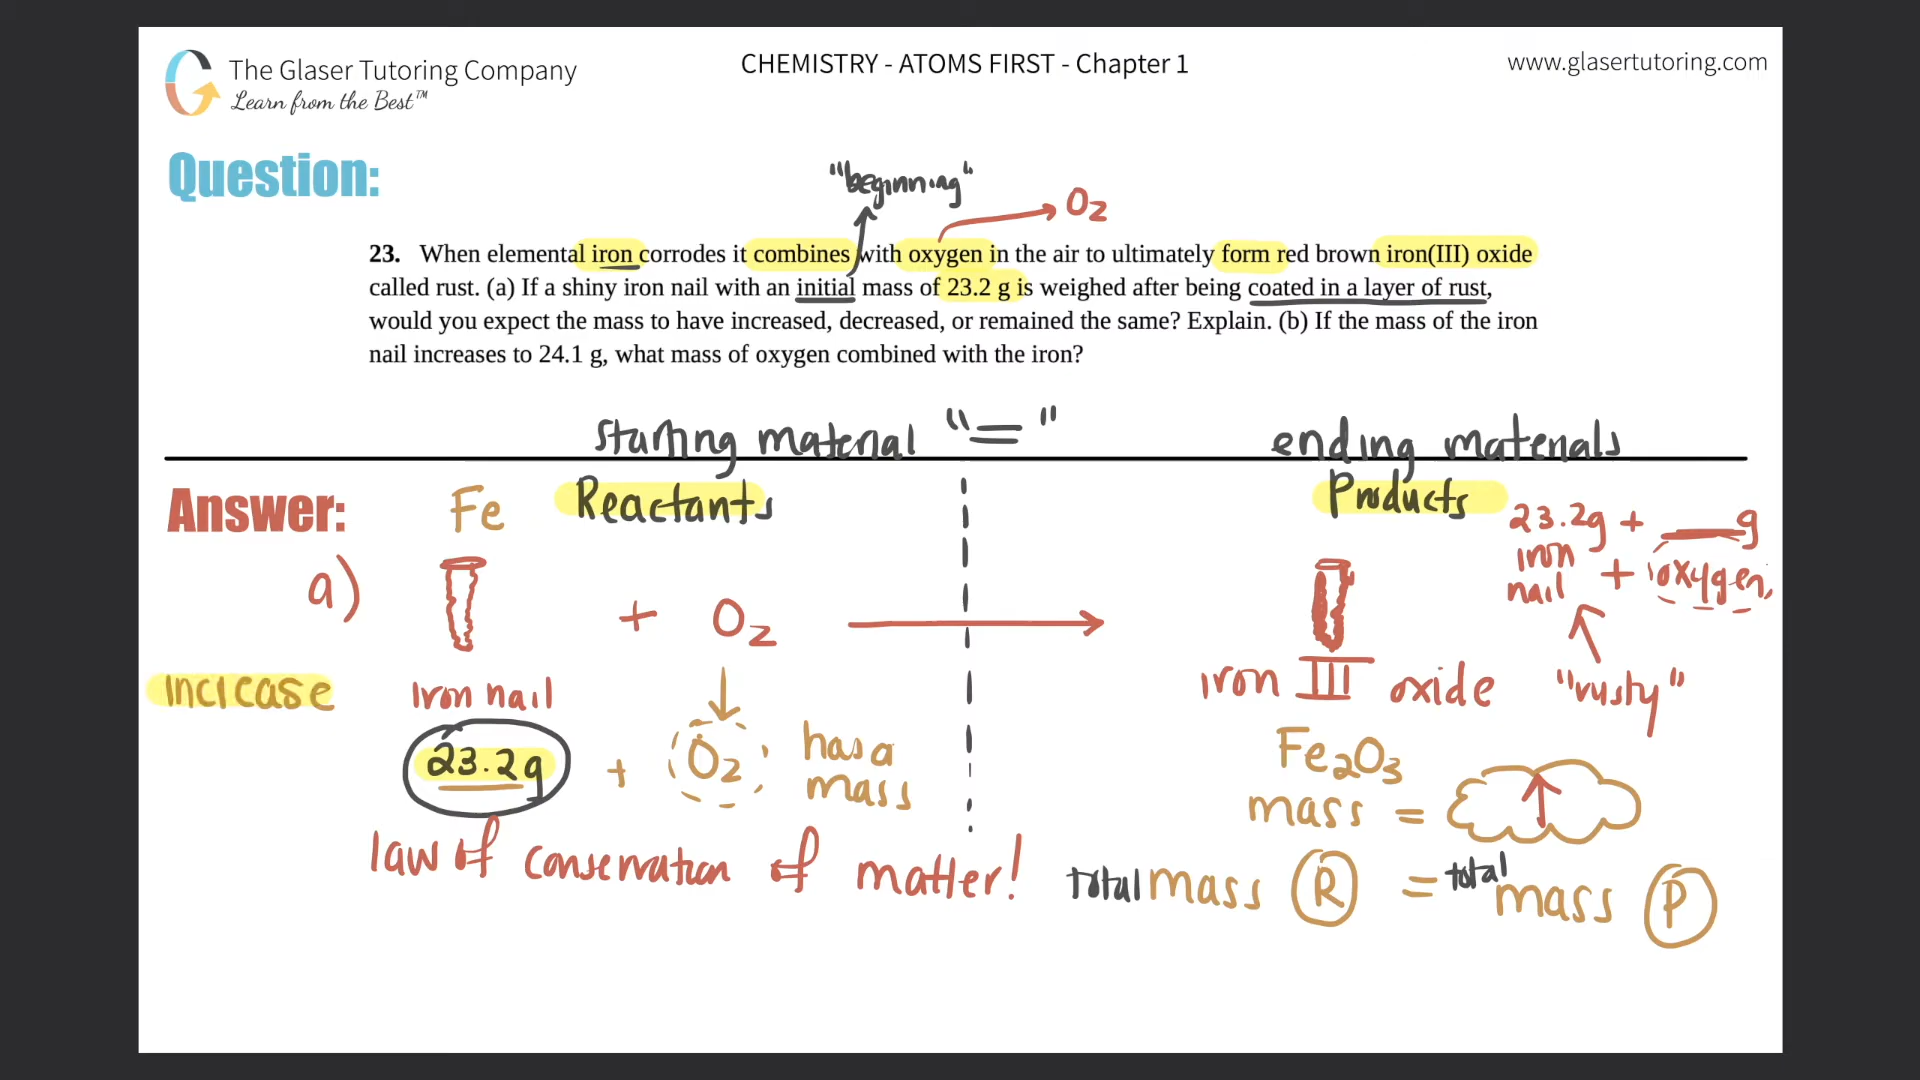 The Glaser Tutoring Company
Learn from the Best™
CHEMISTRY - ATOMS FIRST - Chapter 1
www.glasertutoring.com
Question:
"beginning"
O2
23. When elemental iron corrodes it combines with oxygen in the air to ultimately form red brown iron(III) oxide
called rust. (a) If a shiny iron nail with an initial mass of 23.2 g is weighed after being coated in a layer of rust,
would you expect the mass to have increased, decreased, or remained the same? Explain. (b) If the mass of the iron
nail increases to 24.1 g, what mass of oxygen combined with the iron?
starting material "=" ending materials
Answer: Fe Reactants Products
23.2g + ___g
iron nail + oxygen
a) + O2
increase iron nail iron III oxide "rusty"
23.2g + O2 has a mass
Fe2O3
mass = ↑
law of conservation of matter! total mass R = total mass P